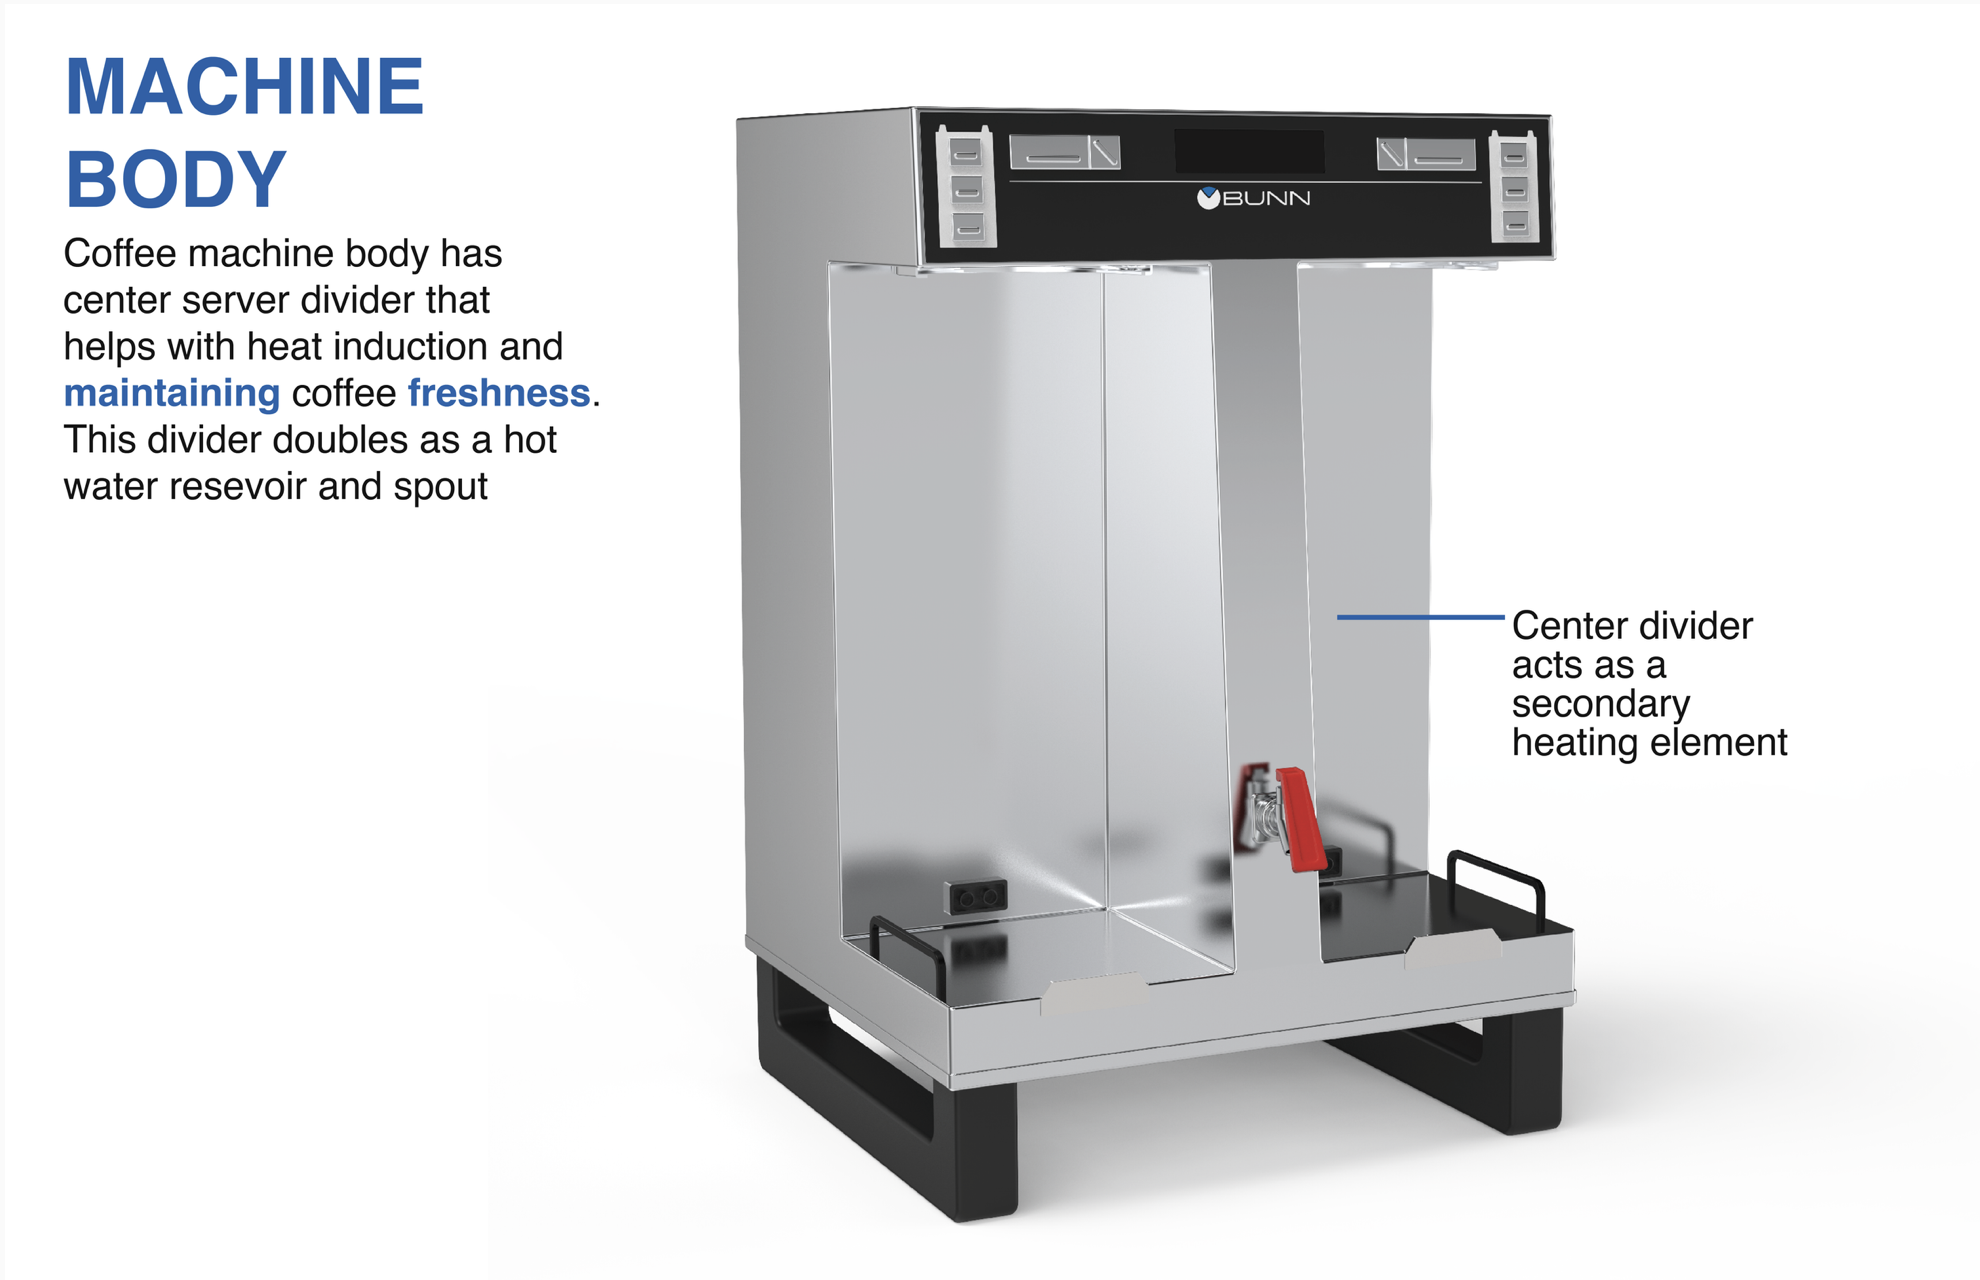 MACHINE
BODY
Coffee machine body has
center server divider that
helps with heat induction and
maintaining coffee freshness.
This divider doubles as a hot
water resevoir and spout
BUNN
Center divider
acts as a
secondary
heating element